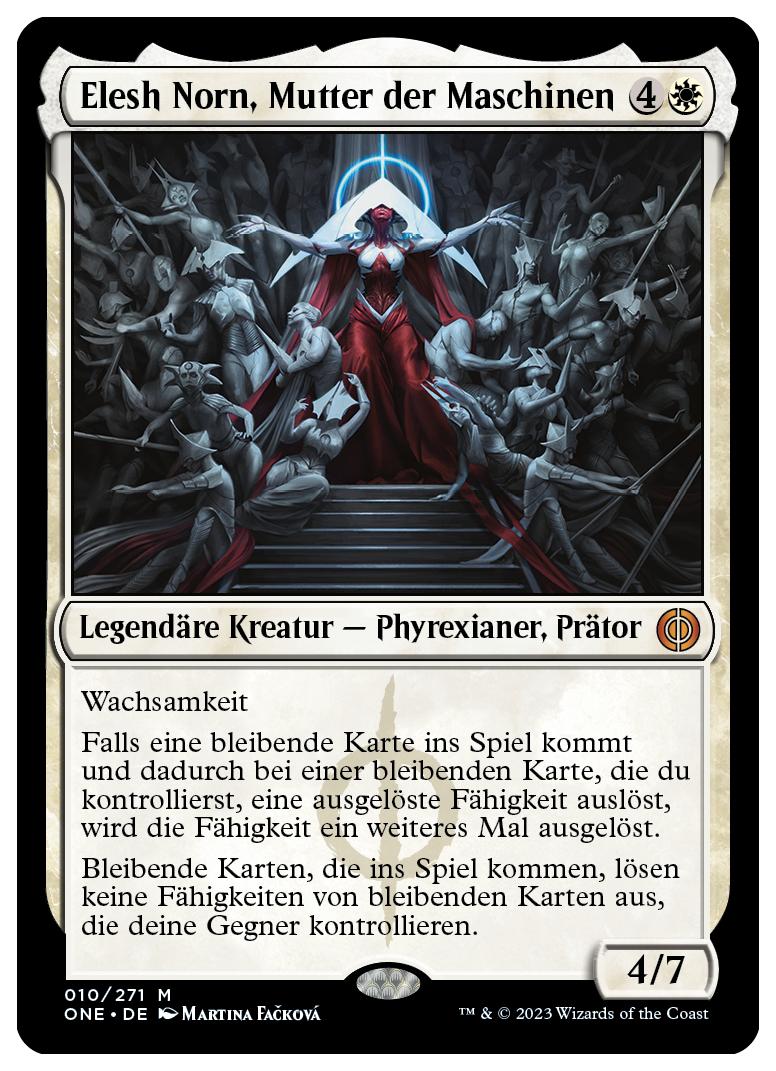 Elesh Norn, Mutter der Maschinen 4
Legendäre Kreatur — Phyrexianer, Prätor
Wachsamkeit
Falls eine bleibende Karte ins Spiel kommt
und dadurch bei einer bleibenden Karte, die du
kontrollierst, eine ausgelöste Fähigkeit auslöst,
wird die Fähigkeit ein weiteres Mal ausgelöst.
Bleibende Karten, die ins Spiel kommen, lösen
keine Fähigkeiten von bleibenden Karten aus,
die deine Gegner kontrollieren.
4/7
010/271 M
ONE • DE Martina Fačková
™ & © 2023 Wizards of the Coast